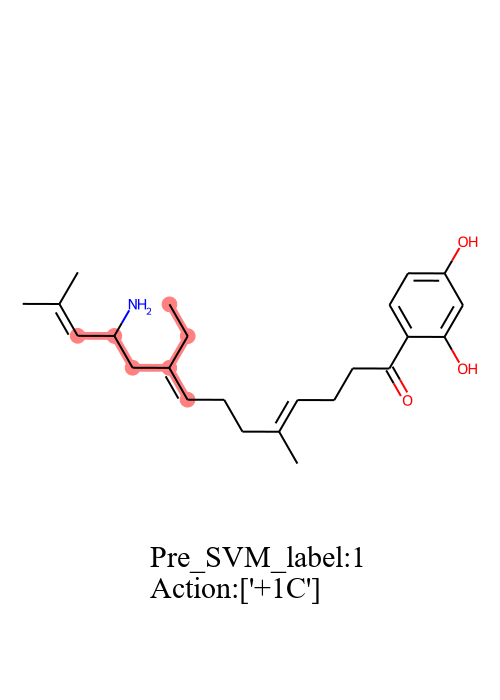 OH
NH2
OH
O
Pre_SVM_label:1
Action:['+1C']